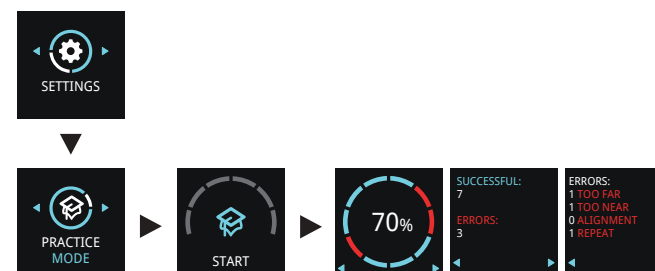 SETTINGS
PRACTICE
MODE
START
70%
SUCCESSFUL:
7
ERRORS:
3
ERRORS:
1 TOO FAR
1 TOO NEAR
0 ALIGNMENT
1 REPEAT